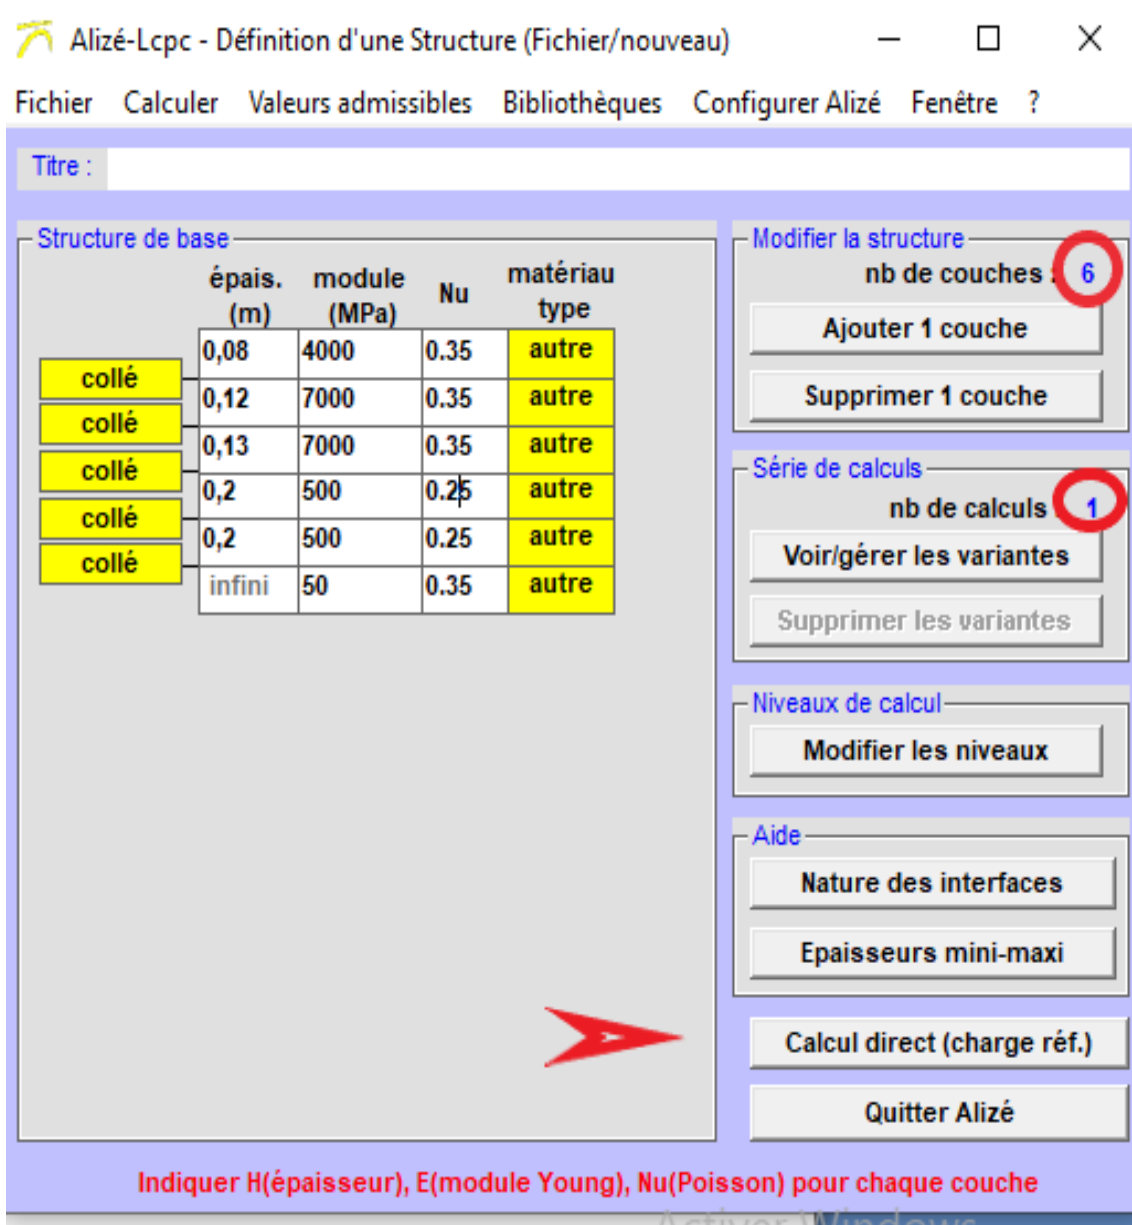 Alizé-Lcpc - Définition d'une Structure (Fichier/nouveau)
Fichier Calculer Valeurs admissibles Bibliothèques Configurer Alizé Fenêtre ?
Titre :
Structure de base
épais. (m) module (MPa) Nu matériau type
0,08 4000 0.35 autre
collé
0,12 7000 0.35 autre
collé
0,13 7000 0.35 autre
collé
0,2 500 0.25 autre
collé
0,2 500 0.25 autre
collé
infini 50 0.35 autre
Modifier la structure
nb de couches : 6
Ajouter 1 couche
Supprimer 1 couche
Série de calculs
nb de calculs : 1
Voir/gérer les variantes
Supprimer les variantes
Niveaux de calcul
Modifier les niveaux
Aide
Nature des interfaces
Epaisseurs mini-maxi
Calcul direct (charge réf.)
Quitter Alizé
Indiquer H(épaisseur), E(module Young), Nu(Poisson) pour chaque couche